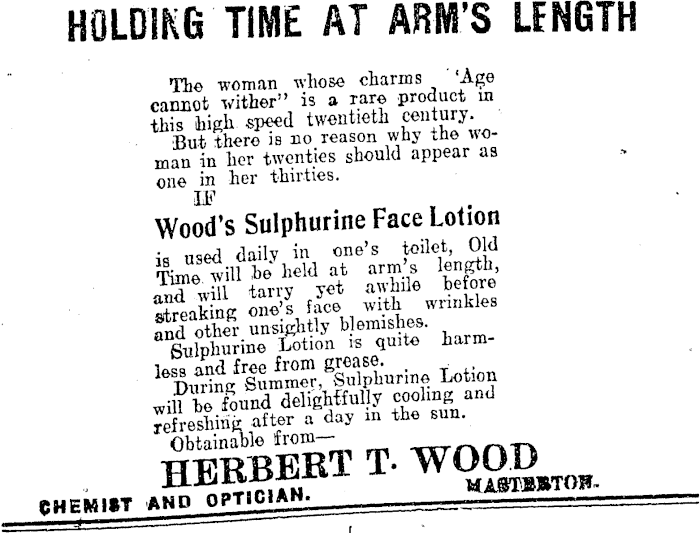 HOLDING TIME AT ARM'S LENGTH
The woman whose charms "Age
cannot wither" is a rare product in
this high speed twentieth century.
But there is no reason why the wo-
man in her twenties should appear as
one in her thirties.
IF
Wood's Sulphurine Face Lotion
is used daily in one's toilet, Old
Time will be held at arm's length,
and will tarry yet awhile before
streaking one's face with wrinkles
and other unsightly blemishes.
Sulphurine Lotion is quite harm-
less and free from grease.
During Summer, Sulphurine Lotion
will be found delightfully cooling and
refreshing after a day in the sun.
Obtainable from—
HERBERT T. WOOD
CHEMIST AND OPTICIAN. MASTERTON.